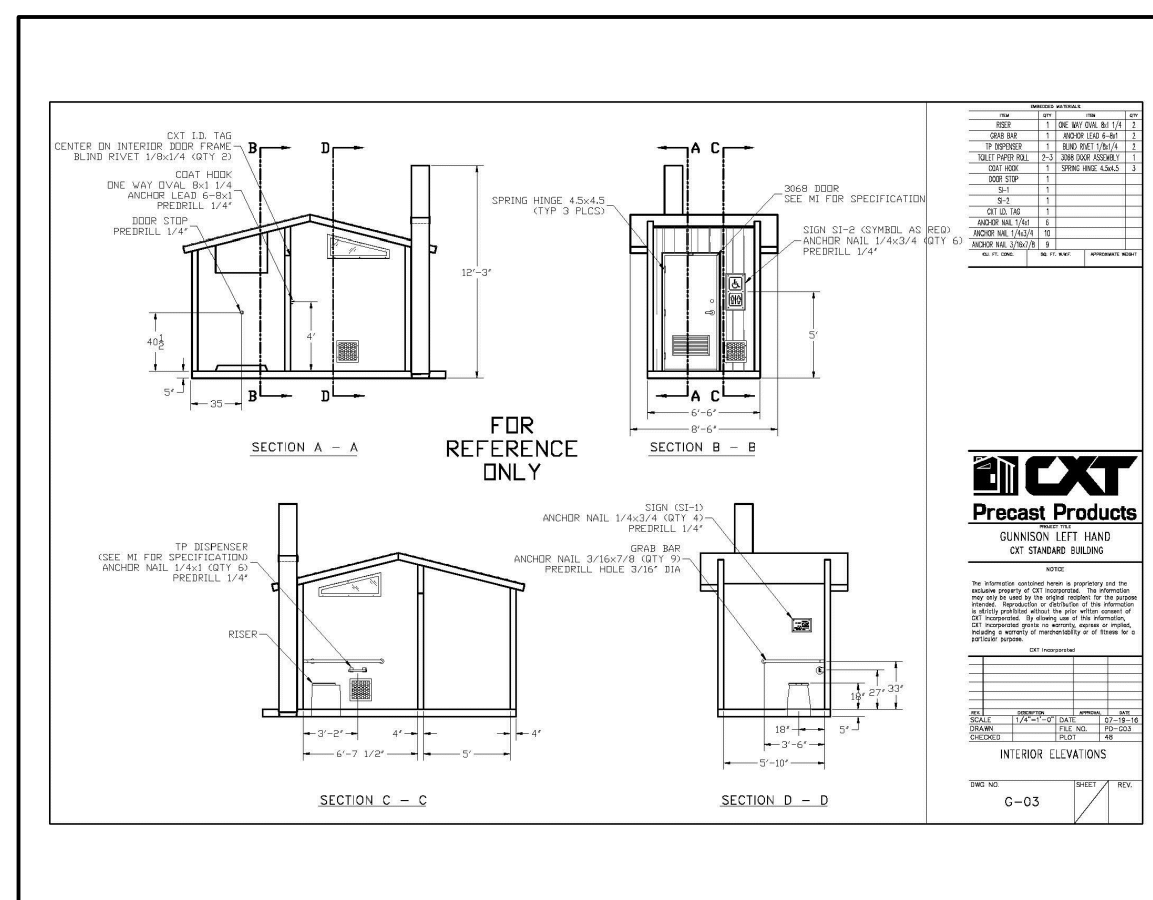 CXT I.D. TAG
CENTER ON INTERIOR DOOR FRAME
BLIND RIVET 1/8x1/4 (QTY 2)
COAT HOOK
ONE WAY OVAL 8x1 1/4
ANCHOR LEAD 6-8x1
PREDRILL 1/4"
DOOR STOP
PREDRILL 1/4"
B
D
12'-3"
40 1/2
4'
5"
35
B
D
SECTION A - A
A C
SPRING HINGE 4.5x4.5
(TYP 3 PLCS)
3068 DOOR
SEE MI FOR SPECIFICATION
SIGN SI-2 (SYMBOL AS REQ)
ANCHOR NAIL 1/4x3/4 (QTY 6)
PREDRILL 1/4"
5'
A C
6'-6"
8'-6"
SECTION B - B
FOR
REFERENCE
ONLY
TP DISPENSER
(SEE MI FOR SPECIFICATION)
ANCHOR NAIL 1/4x1 (QTY 6)
PREDRILL 1/4"
RISER
3'-2"
4"
4"
6'-7 1/2"
5'
SECTION C - C
SIGN (SI-1)
ANCHOR NAIL 1/4x3/4 (QTY 4)
PREDRILL 1/4"
GRAB BAR
ANCHOR NAIL 3/16x7/8 (QTY 9)
PREDRILL HOLE 3/16" DIA
18"
27"
33"
18"
5"
3'-6"
5'-10"
SECTION D - D
EMBEDDED MATERIALS
ITEM QTY ITEM QTY
RISER 1 ONE WAY OVAL 8x1 1/4 2
GRAB BAR 1 ANCHOR LEAD 6-8x1 2
TP DISPENSER 1 BLIND RIVET 1/8x1/4 2
TOILET PAPER ROLL 2-3 3068 DOOR ASSEMBLY 1
COAT HOOK 1 SPRING HINGE 4.5x4.5 3
DOOR STOP 1
SI-1 1
SI-2 1
CXT I.D. TAG 1
ANCHOR NAIL 1/4x1 6
ANCHOR NAIL 1/4x3/4 10
ANCHOR NAIL 3/16x7/8 9
CU. FT. CONC. SQ. FT. W.W.F. APPROXIMATE WEIGHT
CXT
Precast Products
PROJECT TITLE
GUNNISON LEFT HAND
CXT STANDARD BUILDING
NOTICE
The information contained herein is proprietary and the
exclusive property of CXT Incorporated. The information
may only be used by the original recipient for the purpose
intended. Reproduction or distribution of this information
is strictly prohibited without the prior written consent of
CXT Incorporated. By allowing use of this information,
CXT Incorporated grants no warranty, express or implied,
including a warranty of merchantability or of fitness for a
particular purpose.
CXT Incorporated
REV. DESCRIPTION APPROVAL DATE
SCALE 1/4"=1'-0" DATE 07-19-16
DRAWN FILE NO. PD-G03
CHECKED PLOT 48
INTERIOR ELEVATIONS
DWG NO. SHEET REV.
G-03